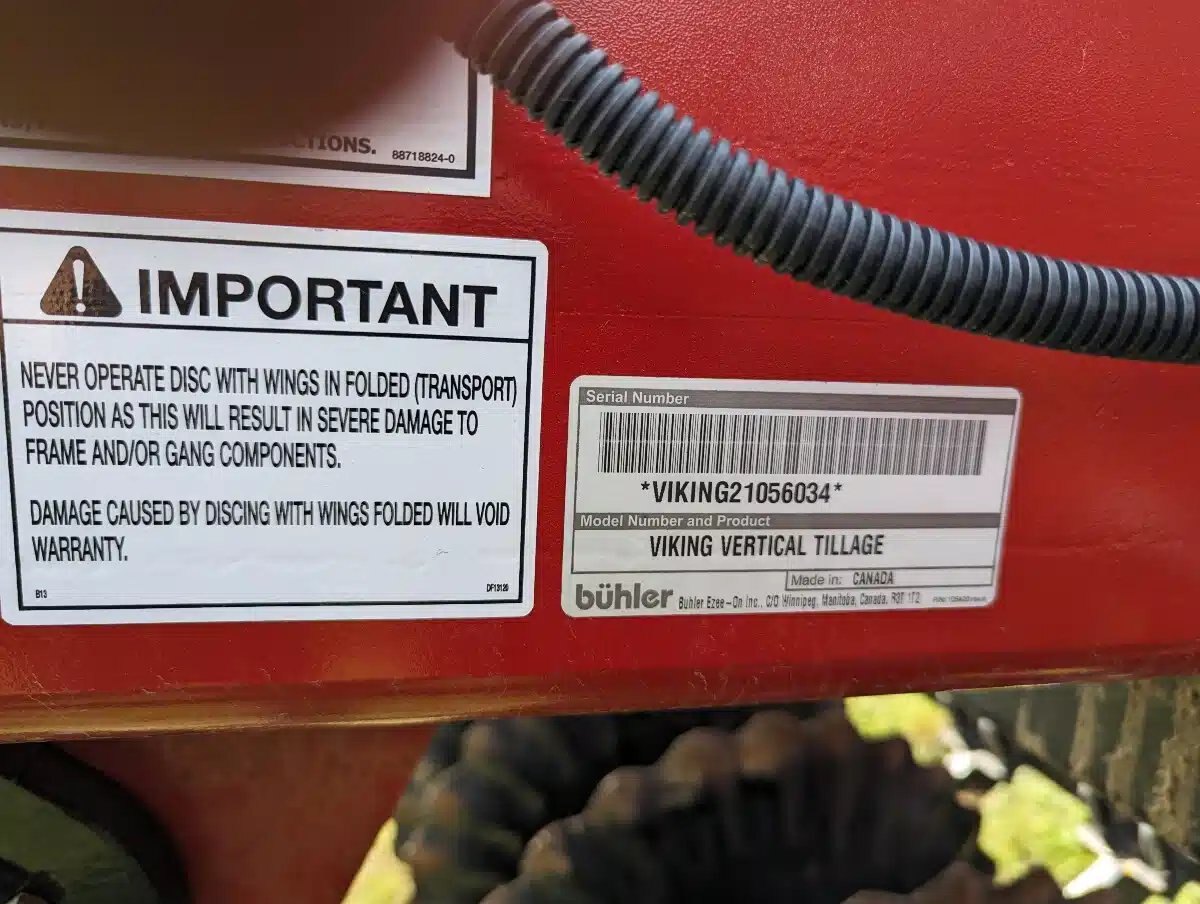 CTIONS.
88718824-0
IMPORTANT
NEVER OPERATE DISC WITH WINGS IN FOLDED (TRANSPORT)
POSITION AS THIS WILL RESULT IN SEVERE DAMAGE TO
FRAME AND/OR GANG COMPONENTS.
DAMAGE CAUSED BY DISCING WITH WINGS FOLDED WILL VOID
WARRANTY.
B13
DF13120
Serial Number
*VIKING21056034*
Model Number and Product
VIKING VERTICAL TILLAGE
Made in: CANADA
bühler Buhler Ezee-On Inc., C/O Winnipeg, Manitoba, Canada, R3T 1T2